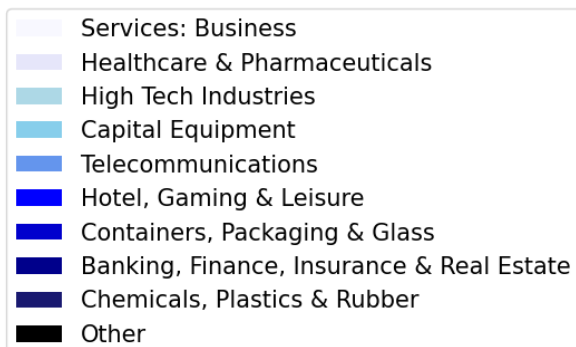 Services: Business
Healthcare & Pharmaceuticals
High Tech Industries
Capital Equipment
Telecommunications
Hotel, Gaming & Leisure
Containers, Packaging & Glass
Banking, Finance, Insurance & Real Estate
Chemicals, Plastics & Rubber
Other